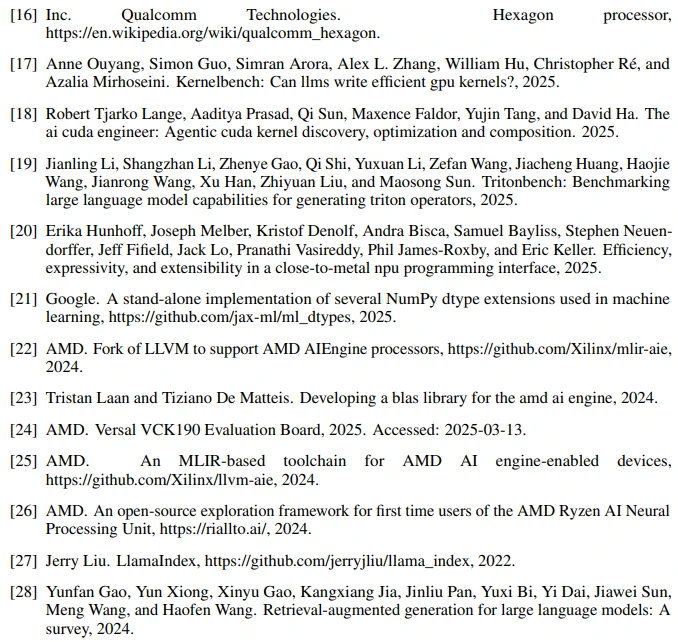 [16] Inc. Qualcomm Technologies. Hexagon processor,
https://en.wikipedia.org/wiki/qualcomm_hexagon.
[17] Anne Ouyang, Simon Guo, Simran Arora, Alex L. Zhang, William Hu, Christopher Ré, and
Azalia Mirhoseini. Kernelbench: Can llms write efficient gpu kernels?, 2025.
[18] Robert Tjarko Lange, Aaditya Prasad, Qi Sun, Maxence Faldor, Yujin Tang, and David Ha. The
ai cuda engineer: Agentic cuda kernel discovery, optimization and composition. 2025.
[19] Jianling Li, Shangzhan Li, Zhenye Gao, Qi Shi, Yuxuan Li, Zefan Wang, Jiacheng Huang, Haojie
Wang, Jianrong Wang, Xu Han, Zhiyuan Liu, and Maosong Sun. Tritonbench: Benchmarking
large language model capabilities for generating triton operators, 2025.
[20] Erika Hunhoff, Joseph Melber, Kristof Denolf, Andra Bisca, Samuel Bayliss, Stephen Neuen-
dorffer, Jeff Fifield, Jack Lo, Pranathi Vasireddy, Phil James-Roxby, and Eric Keller. Efficiency,
expressivity, and extensibility in a close-to-metal npu programming interface, 2025.
[21] Google. A stand-alone implementation of several NumPy dtype extensions used in machine
learning, https://github.com/jax-ml/ml_dtypes, 2025.
[22] AMD. Fork of LLVM to support AMD AIEngine processors, https://github.com/Xilinx/mlir-aie,
2024.
[23] Tristan Laan and Tiziano De Matteis. Developing a blas library for the amd ai engine, 2024.
[24] AMD. Versal VCK190 Evaluation Board, 2025. Accessed: 2025-03-13.
[25] AMD. An MLIR-based toolchain for AMD AI engine-enabled devices,
https://github.com/Xilinx/llvm-aie, 2024.
[26] AMD. An open-source exploration framework for first time users of the AMD Ryzen AI Neural
Processing Unit, https://riallto.ai/, 2024.
[27] Jerry Liu. LlamaIndex, https://github.com/jerryjliu/llama_index, 2022.
[28] Yunfan Gao, Yun Xiong, Xinyu Gao, Kangxiang Jia, Jinliu Pan, Yuxi Bi, Yi Dai, Jiawei Sun,
Meng Wang, and Haofen Wang. Retrieval-augmented generation for large language models: A
survey, 2024.